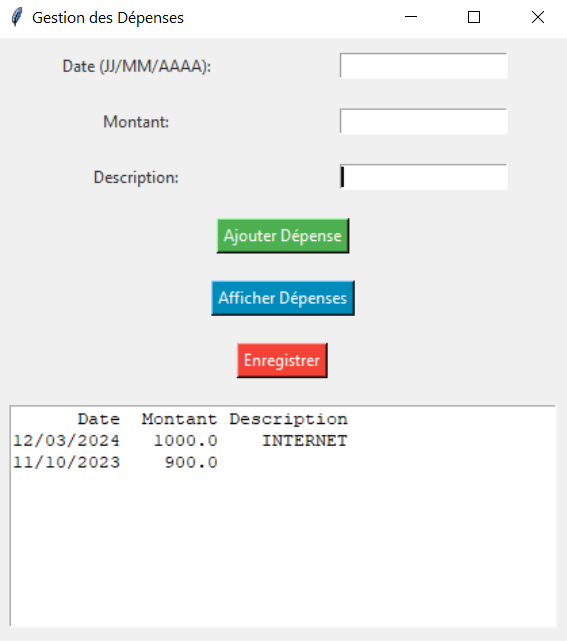 Gestion des Dépenses
Date (JJ/MM/AAAA):
Montant:
Description:
Ajouter Dépense
Afficher Dépenses
Enregistrer
Date Montant Description
12/03/2024 1000.0 INTERNET
11/10/2023 900.0